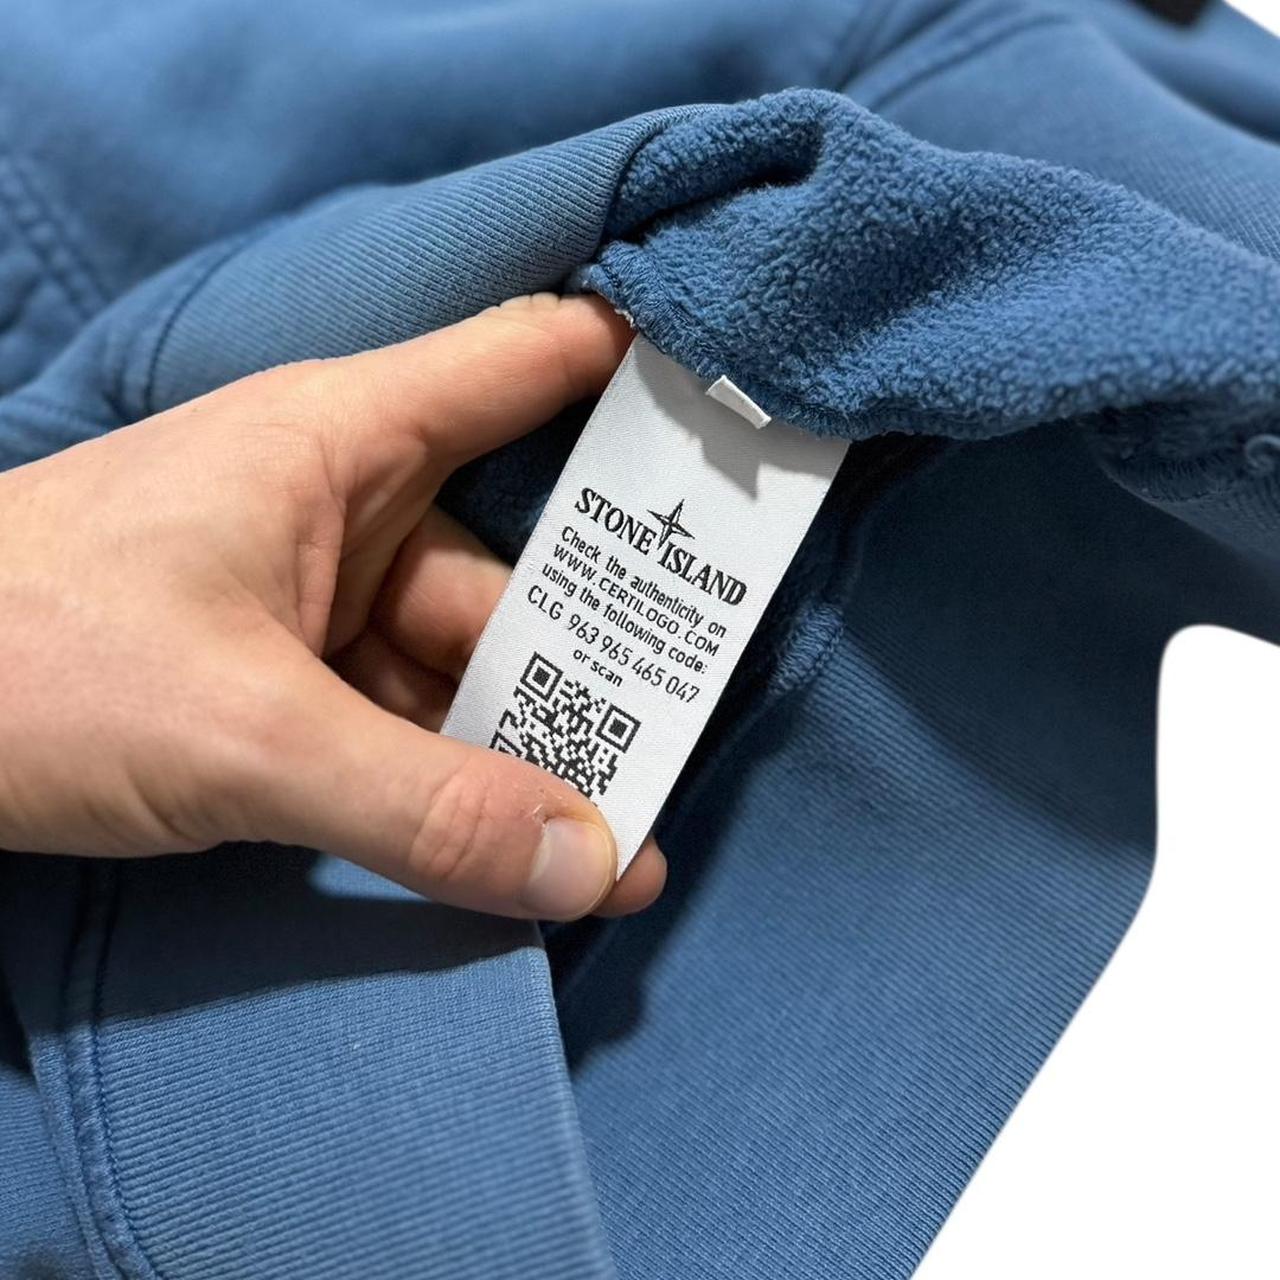 STONE ISLAND
Check the authenticity on
WWW.CERTILOGO.COM
using the following code:
CLG 963 965 465 047
or scan